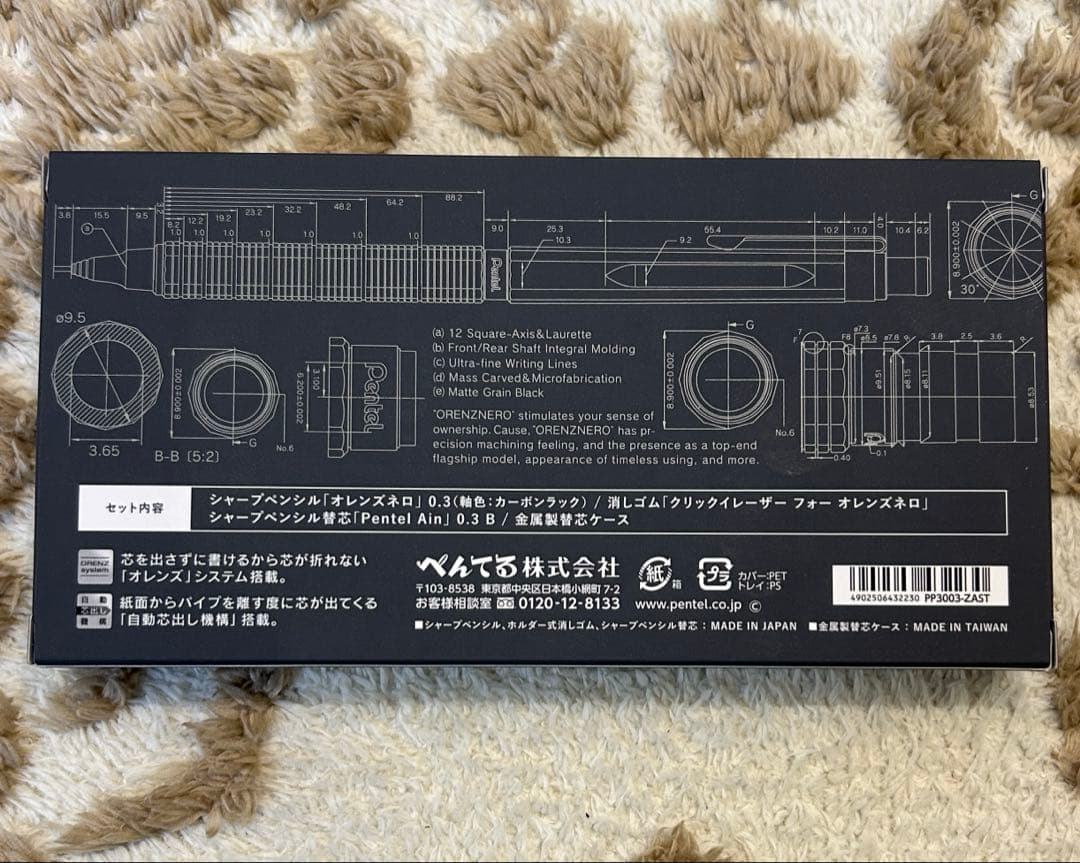 88.2
64.2
48.2
32.2
23.2
19.2
12.2
8.2
3.8 15.5 9.5
1.0 1.0 1.0 1.0 1.0 1.0 1.0
9.0 25.3 55.4 10.2 11.0 4.0 10.4 6.2
10.3 9.2
a
Pentel
G
8.900±0.002
30°
ø9.5
3.65
8.900±0.002
G
B-B [5:2]
No.6
6.200±0.002
3.100
Pentel
G
(a) 12 Square-Axis&Laurette
(b) Front/Rear Shaft Integral Molding
(c) Ultra-fine Writing Lines
(d) Mass Carved&Microfabrication
(e) Matte Grain Black
"ORENZNERO" stimulates your sense of
ownership. Cause, "ORENZNERO" has pr-
ecision machining feeling, and the presence as a top-end
flagship model, appearance of timeless using, and more.
G
8.900±0.002
No.6
7
F
F8
ø7.3
ø6.5
ø7.8
3.8 2.5 3.6
ø9.51
ø8.15
ø8.11
ø8.53
0.1
0.40
セット内容
シャープペンシル「オレンズネロ」0.3(軸色:カーボンラック) / 消しゴム「クリックイレーザー フォー オレンズネロ」
シャープペンシル替芯「Pentel Ain」0.3 B / 金属製替芯ケース
ORENZ
system
芯を出さずに書けるから芯が折れない
「オレンズ」システム搭載。
自動
芯出し
機構
紙面からパイプを離す度に芯が出てくる
「自動芯出し機構」搭載。
ぺんてる株式会社
〒103-8538 東京都中央区日本橋小網町7-2
お客様相談室 0120-12-8133
紙
箱
プラ
カバー:PET
トレイ:PS
www.pentel.co.jp ©
4902506432230 PP3003-ZAST
■シャープペンシル、ホルダー式消しゴム、シャープペンシル替芯：MADE IN JAPAN ■金属製替芯ケース：MADE IN TAIWAN